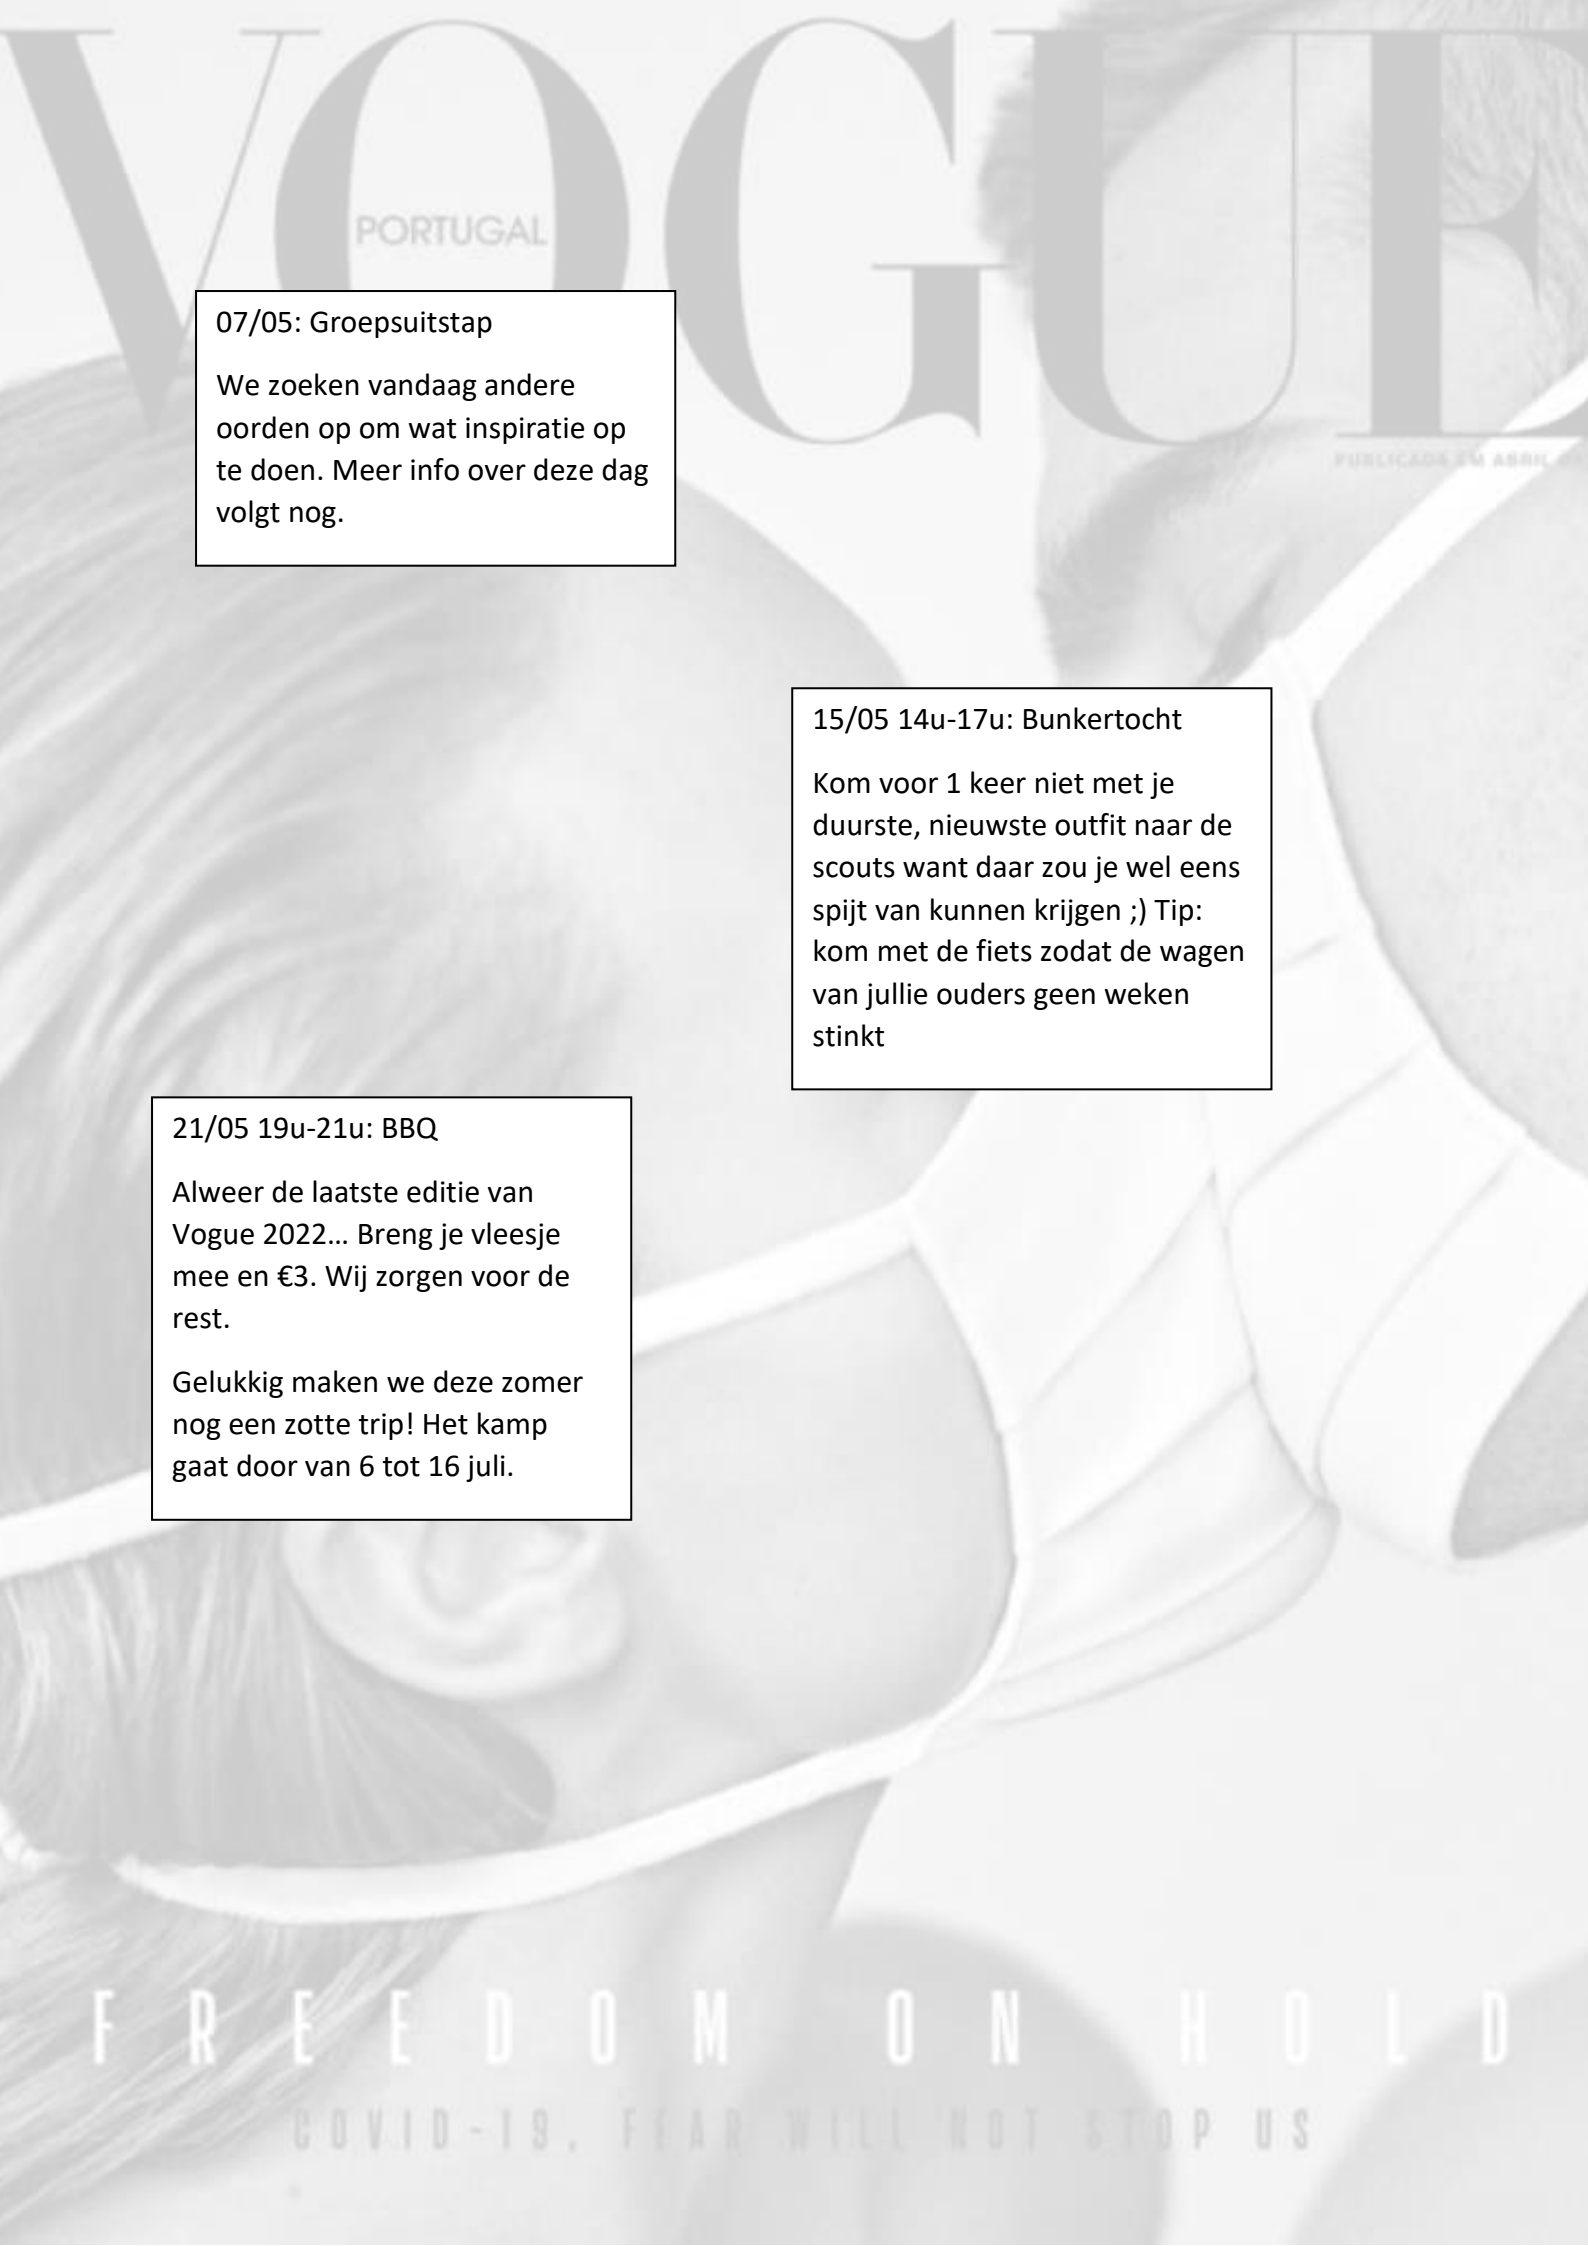 VOGUE
PORTUGAL
07/05: Groepsuitstap
We zoeken vandaag andere
oorden op om wat inspiratie op
te doen. Meer info over deze dag
volgt nog.
PUBLICADA EM ABRIL
15/05 14u-17u: Bunkertocht
Kom voor 1 keer niet met je
duurste, nieuwste outfit naar de
scouts want daar zou je wel eens
spijt van kunnen krijgen ;) Tip:
kom met de fiets zodat de wagen
van jullie ouders geen weken
stinkt
21/05 19u-21u: BBQ
Alweer de laatste editie van
Vogue 2022... Breng je vleesje
mee en €3. Wij zorgen voor de
rest.
Gelukkig maken we deze zomer
nog een zotte trip! Het kamp
gaat door van 6 tot 16 juli.
FREEDOM ON HOLD
COVID-19. FEAR WILL NOT STOP US